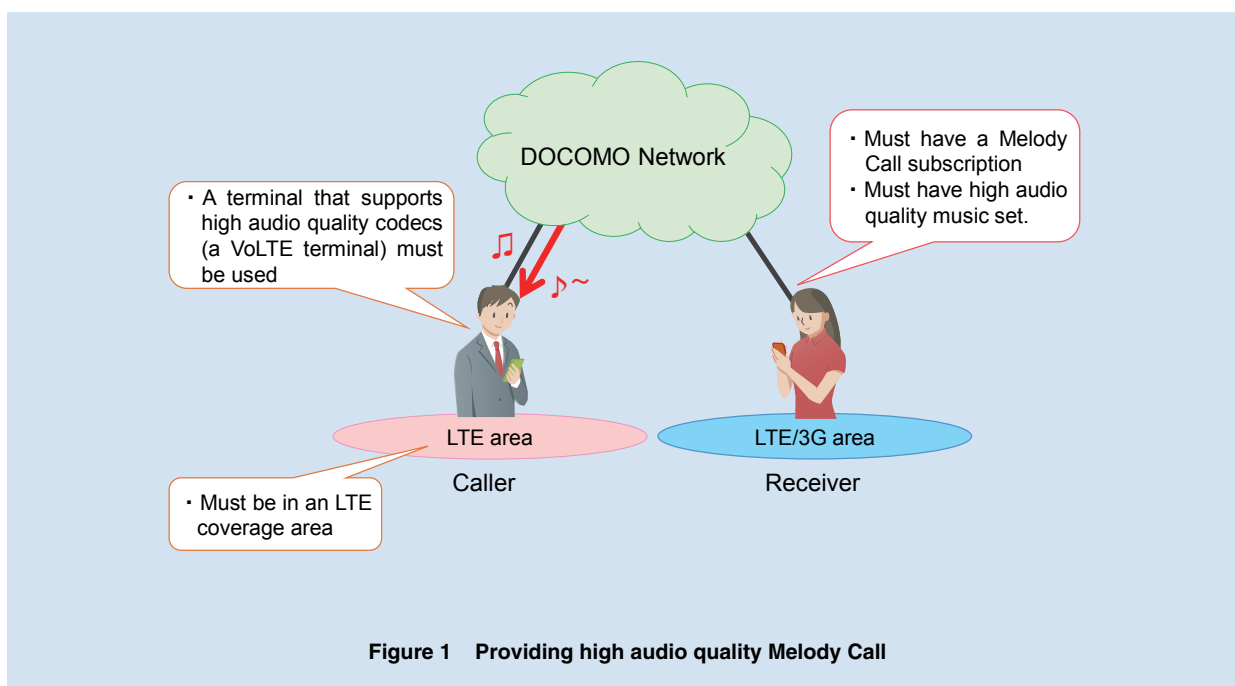 DOCOMO Network
・Must have a Melody
Call subscription
・Must have high audio
quality music set.
・A terminal that supports
high audio quality codecs
(a VoLTE terminal) must
be used
LTE area
LTE/3G area
Caller
Receiver
・Must be in an LTE
coverage area
Figure 1 Providing high audio quality Melody Call